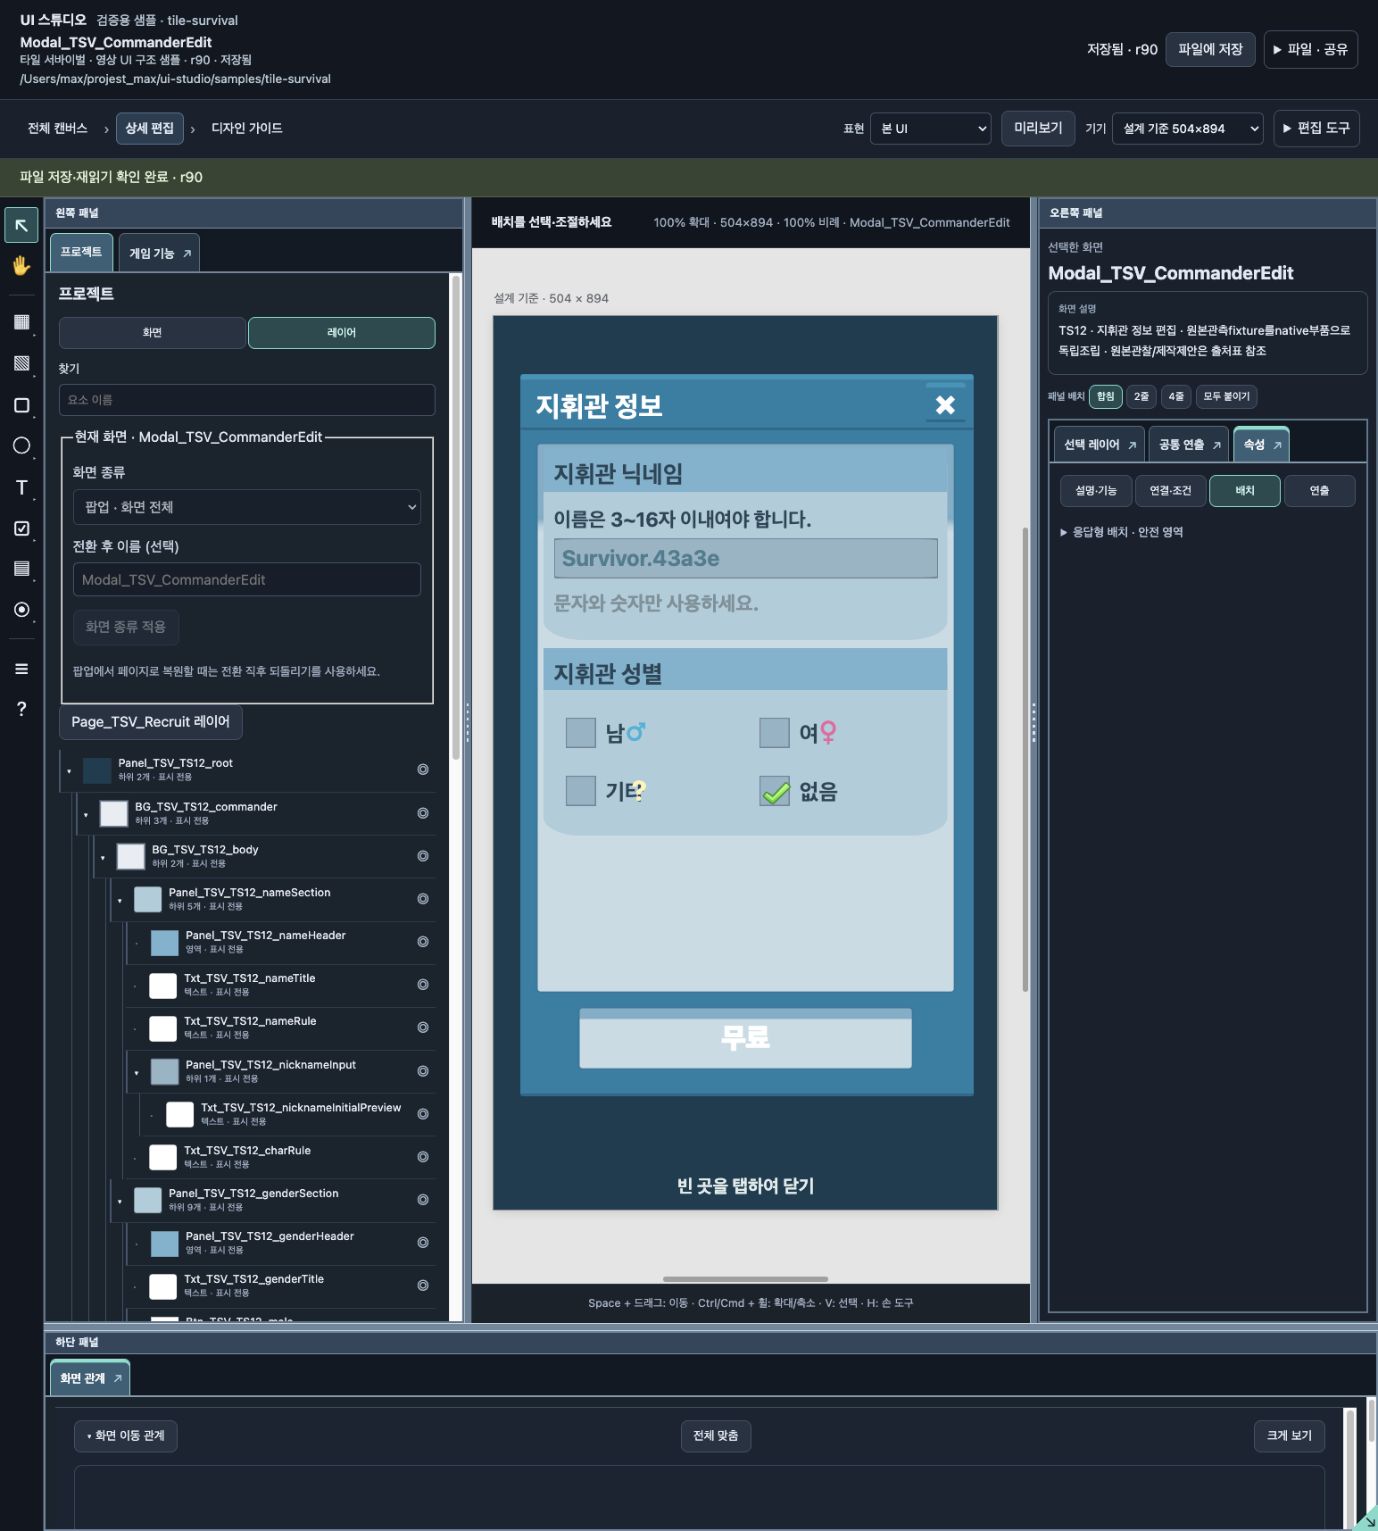 UI 스튜디오 검증용 샘플 · tile-survival
Modal_TSV_CommanderEdit
타일 서바이벌 · 영상 UI 구조 샘플 · r90 · 저장됨
/Users/max/projest_max/ui-studio/samples/tile-survival
저장됨 · r90
파일에 저장
▶ 파일 · 공유
전체 캔버스 › 상세 편집 › 디자인 가이드
표현 본 UI 미리보기 기기 설계 기준 504×894 ▶ 편집 도구
파일 저장·재읽기 확인 완료 · r90
왼쪽 패널
프로젝트
게임 기능 ↗
프로젝트
화면
레이어
찾기
요소 이름
현재 화면 · Modal_TSV_CommanderEdit
화면 종류
팝업 · 화면 전체
전환 후 이름 (선택)
Modal_TSV_CommanderEdit
화면 종류 적용
팝업에서 페이지로 복원할 때는 전환 직후 되돌리기를 사용하세요.
Page_TSV_Recruit 레이어
Panel_TSV_TS12_root
하위 2개 · 표시 전용
BG_TSV_TS12_commander
하위 3개 · 표시 전용
BG_TSV_TS12_body
하위 2개 · 표시 전용
Panel_TSV_TS12_nameSection
하위 5개 · 표시 전용
Panel_TSV_TS12_nameHeader
영역 · 표시 전용
Txt_TSV_TS12_nameTitle
텍스트 · 표시 전용
Txt_TSV_TS12_nameRule
텍스트 · 표시 전용
Panel_TSV_TS12_nicknameInput
하위 1개 · 표시 전용
Txt_TSV_TS12_nicknameInitialPreview
텍스트 · 표시 전용
Txt_TSV_TS12_charRule
텍스트 · 표시 전용
Panel_TSV_TS12_genderSection
하위 9개 · 표시 전용
Panel_TSV_TS12_genderHeader
영역 · 표시 전용
Txt_TSV_TS12_genderTitle
텍스트 · 표시 전용
Btn_TSV_TS12_male
배치를 선택·조절하세요
100% 확대 · 504×894 · 100% 비례 · Modal_TSV_CommanderEdit
설계 기준 · 504 × 894
지휘관 정보
지휘관 닉네임
이름은 3~16자 이내여야 합니다.
Survivor.43a3e
문자와 숫자만 사용하세요.
지휘관 성별
남♂
여♀
기타?
없음
무료
빈 곳을 탭하여 닫기
Space + 드래그: 이동 · Ctrl/Cmd + 휠: 확대/축소 · V: 선택 · H: 손 도구
오른쪽 패널
선택한 화면
Modal_TSV_CommanderEdit
화면 설명
TS12 · 지휘관 정보 편집 · 원본관측fixture를native부품으로
독립조립 · 원본관찰/제작제안은 출처표 참조
패널 배치 합침 2줄 4줄 모두 붙이기
선택 레이어 ↗
공통 연출 ↗
속성 ↗
설명·기능
연결·조건
배치
연출
▶ 응답형 배치 · 안전 영역
하단 패널
화면 관계 ↗
▾ 화면 이동 관계
전체 맞춤
크게 보기